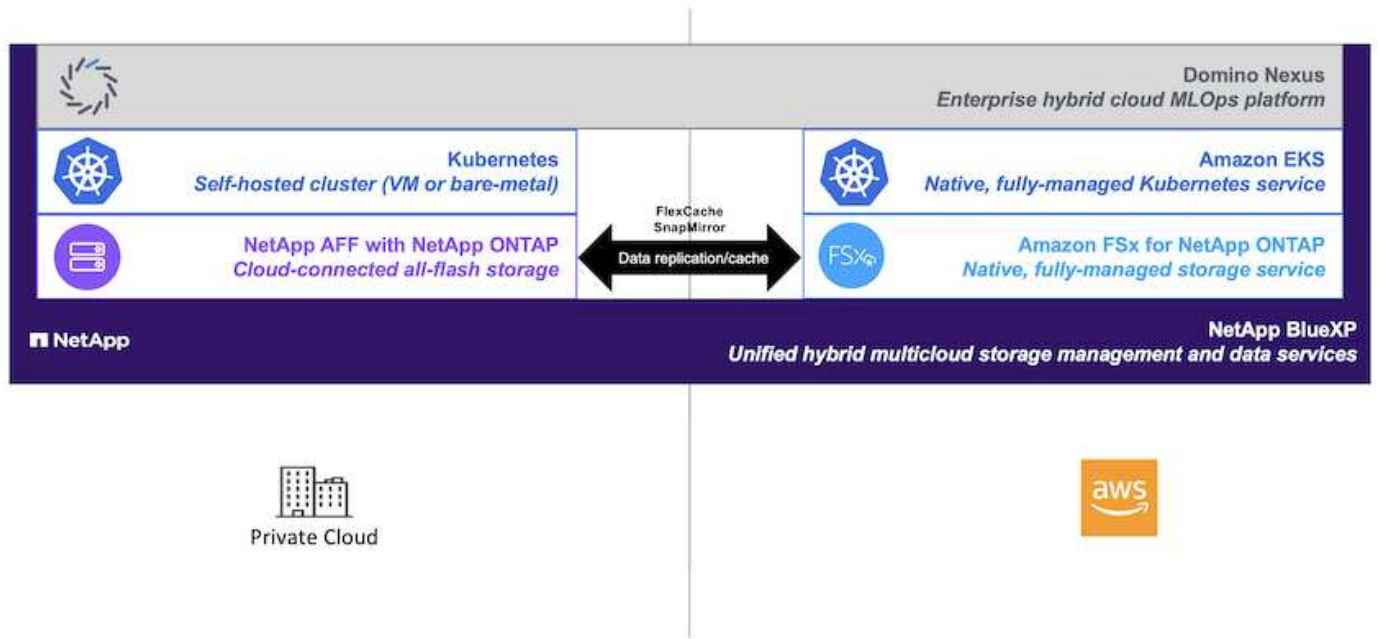 Domino Nexus
Enterprise hybrid cloud MLOps platform
Kubernetes
Self-hosted cluster (VM or bare-metal)
Amazon EKS
Native, fully-managed Kubernetes service
FlexCache
SnapMirror
Data replication/cache
NetApp AFF with NetApp ONTAP
Cloud-connected all-flash storage
FSx
Amazon FSx for NetApp ONTAP
Native, fully-managed storage service
NetApp
NetApp BlueXP
Unified hybrid multicloud storage management and data services
Private Cloud
aws